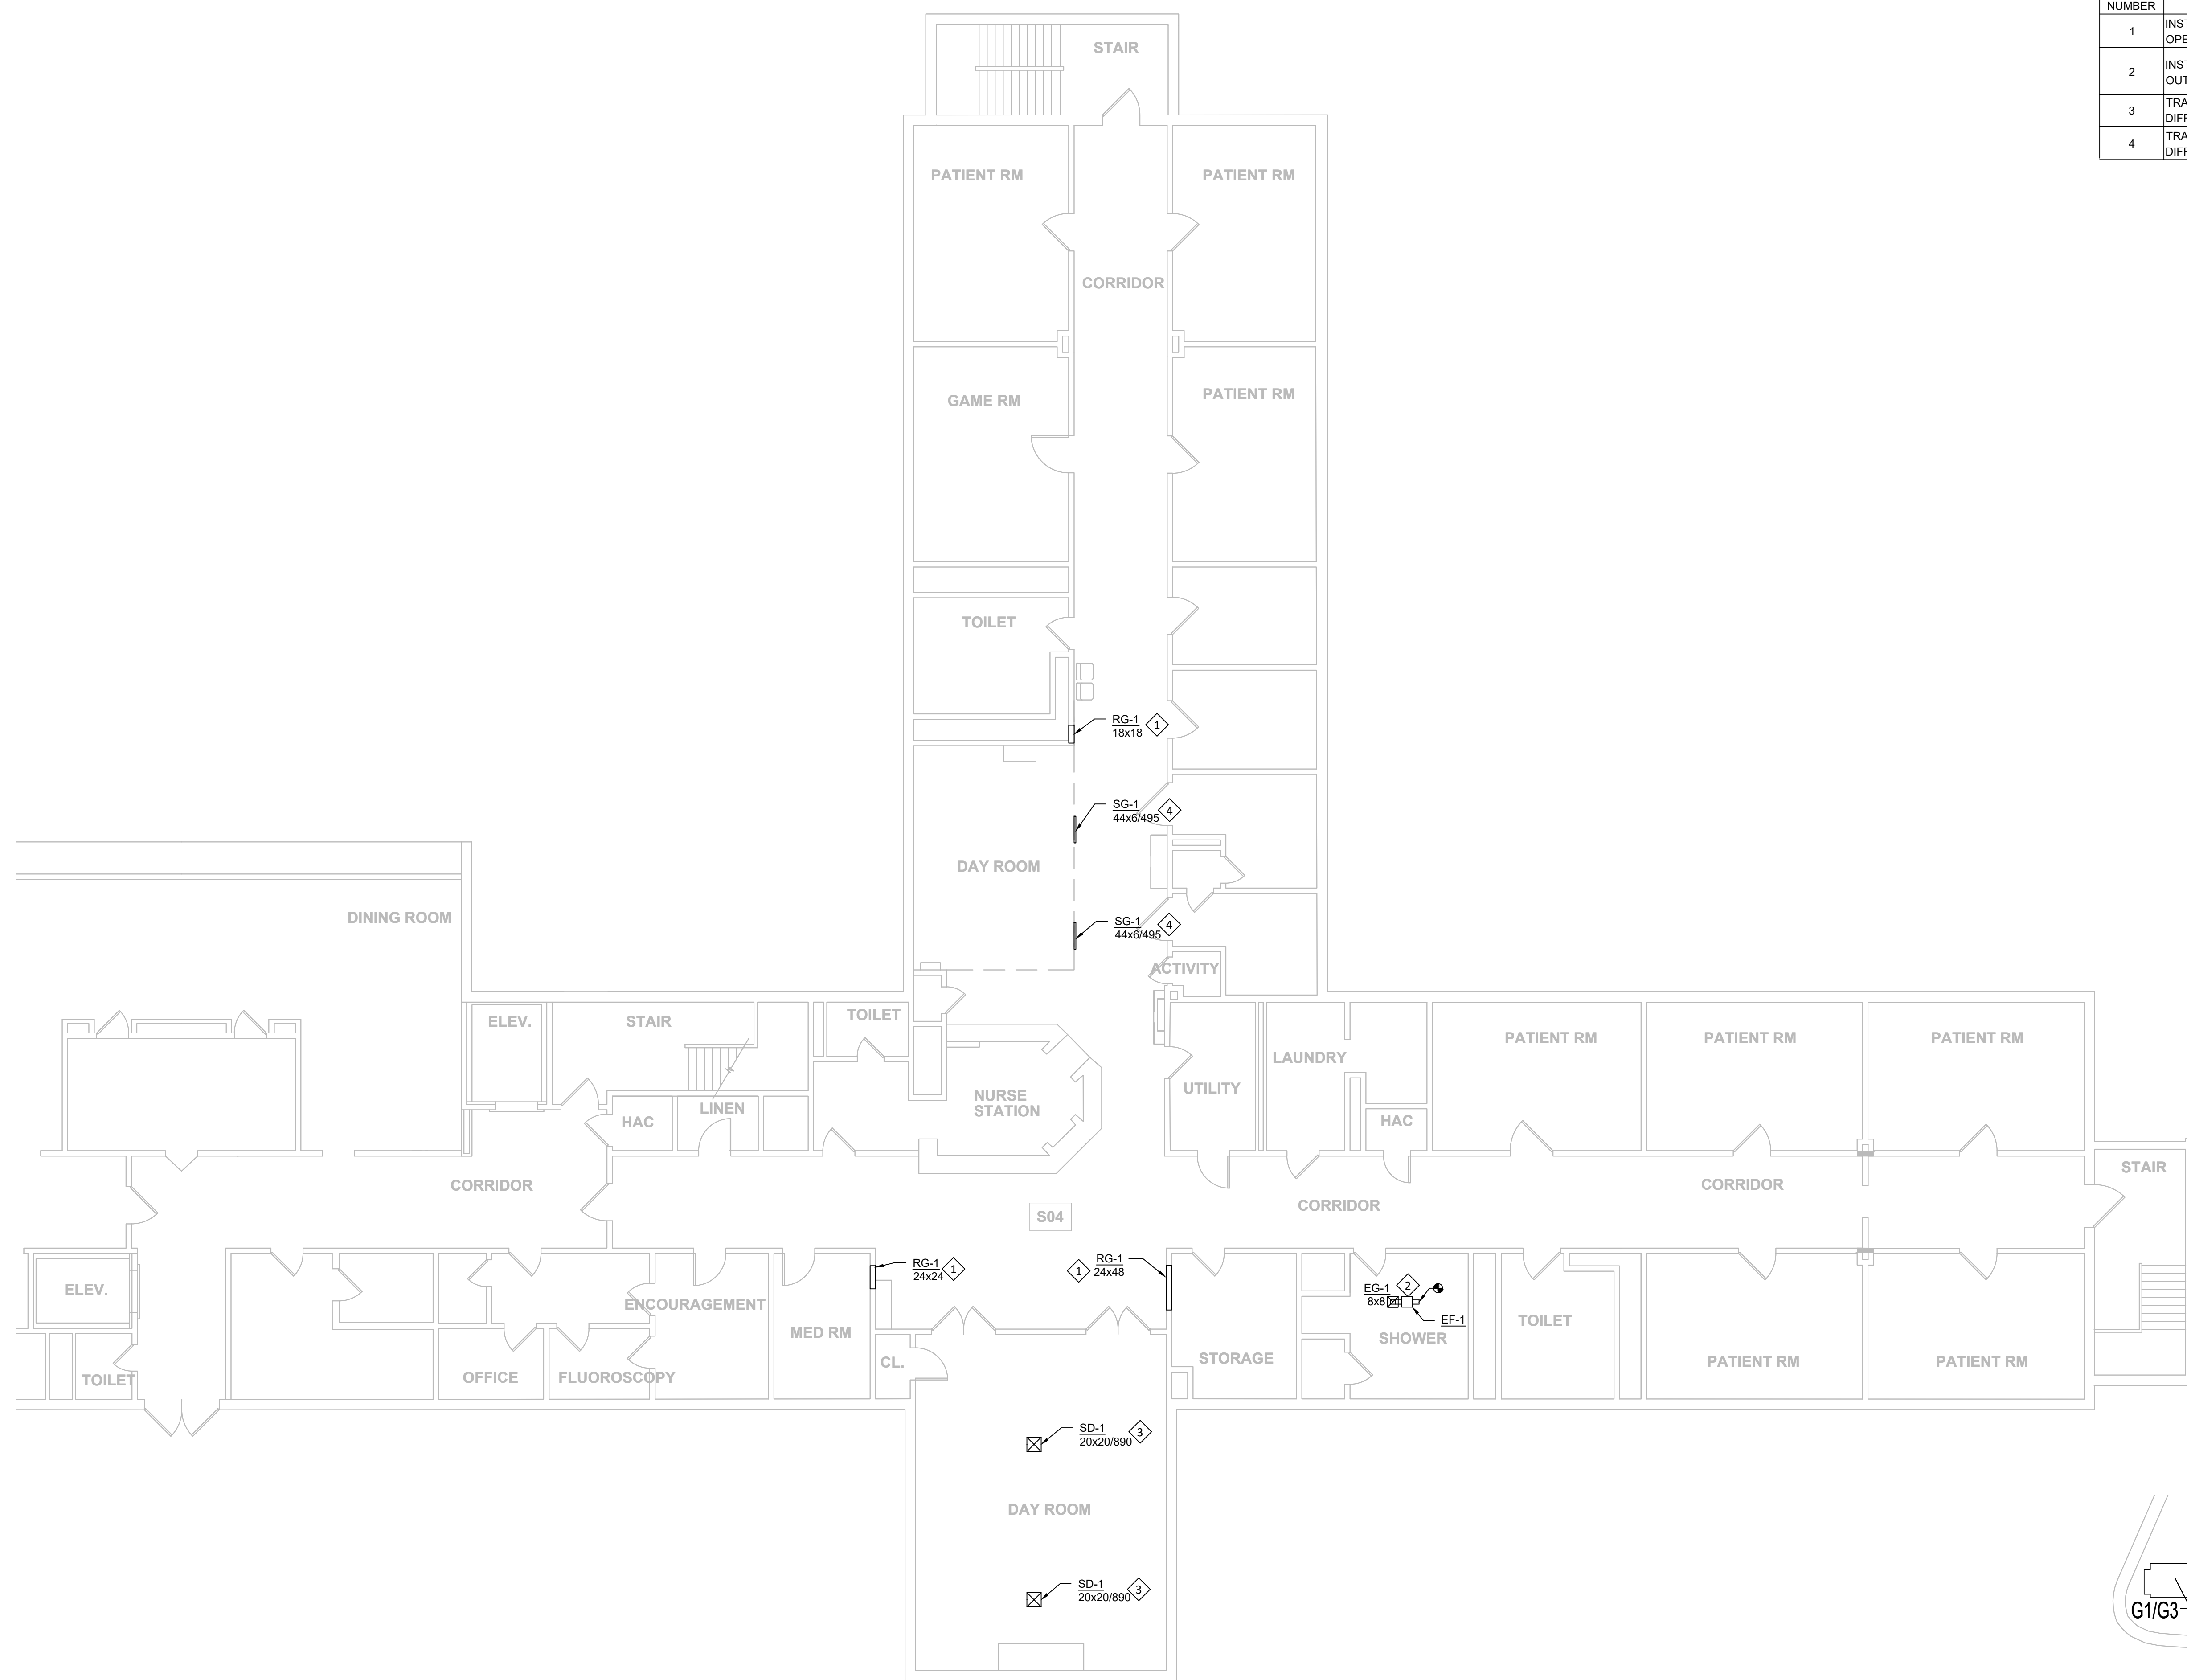 NUMBER
1
2
3
4
STAIR
PATIENT RM
PATIENT RM
CORRIDOR
GAME RM
PATIENT RM
TOILET
RG-1
18x18
1
SG-1
44x6/495
4
DAY ROOM
DINING ROOM
SG-1
44x6/495
4
ACTIVITY
ELEV.
STAIR
TOILET
LAUNDRY
PATIENT RM
PATIENT RM
PATIENT RM
UTILITY
NURSE
STATION
LINEN
HAC
HAC
STAIR
CORRIDOR
CORRIDOR
CORRIDOR
S04
RG-1
24x24
1
1
RG-1
24x48
ELEV.
ENCOURAGEMENT
EG-1
8x8
2
EF-1
TOILET
MED RM
SHOWER
CL.
STORAGE
PATIENT RM
PATIENT RM
TOILET
OFFICE
FLUOROSCOPY
SD-1
20x20/890
3
DAY ROOM
SD-1
20x20/890
3
G1/G3